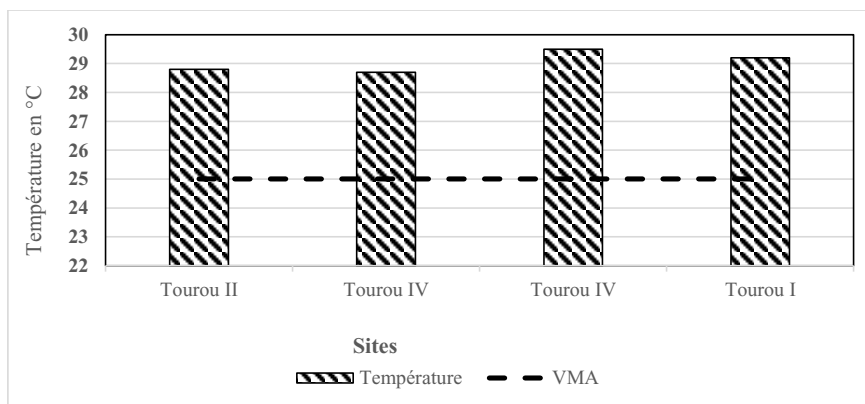 Température en °C
30
29
28
27
26
25
24
23
22
Tourou II Tourou IV Tourou IV Tourou I
Sites
Température VMA